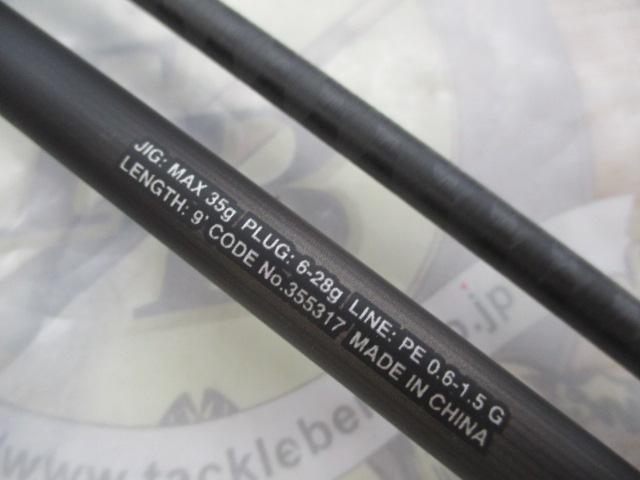 JIG: MAX 35g PLUG: 6-28g LINE: PE 0.6-1.5 G
LENGTH: 9' CODE No.355317 MADE IN CHINA
www.tacklebe
o.jp